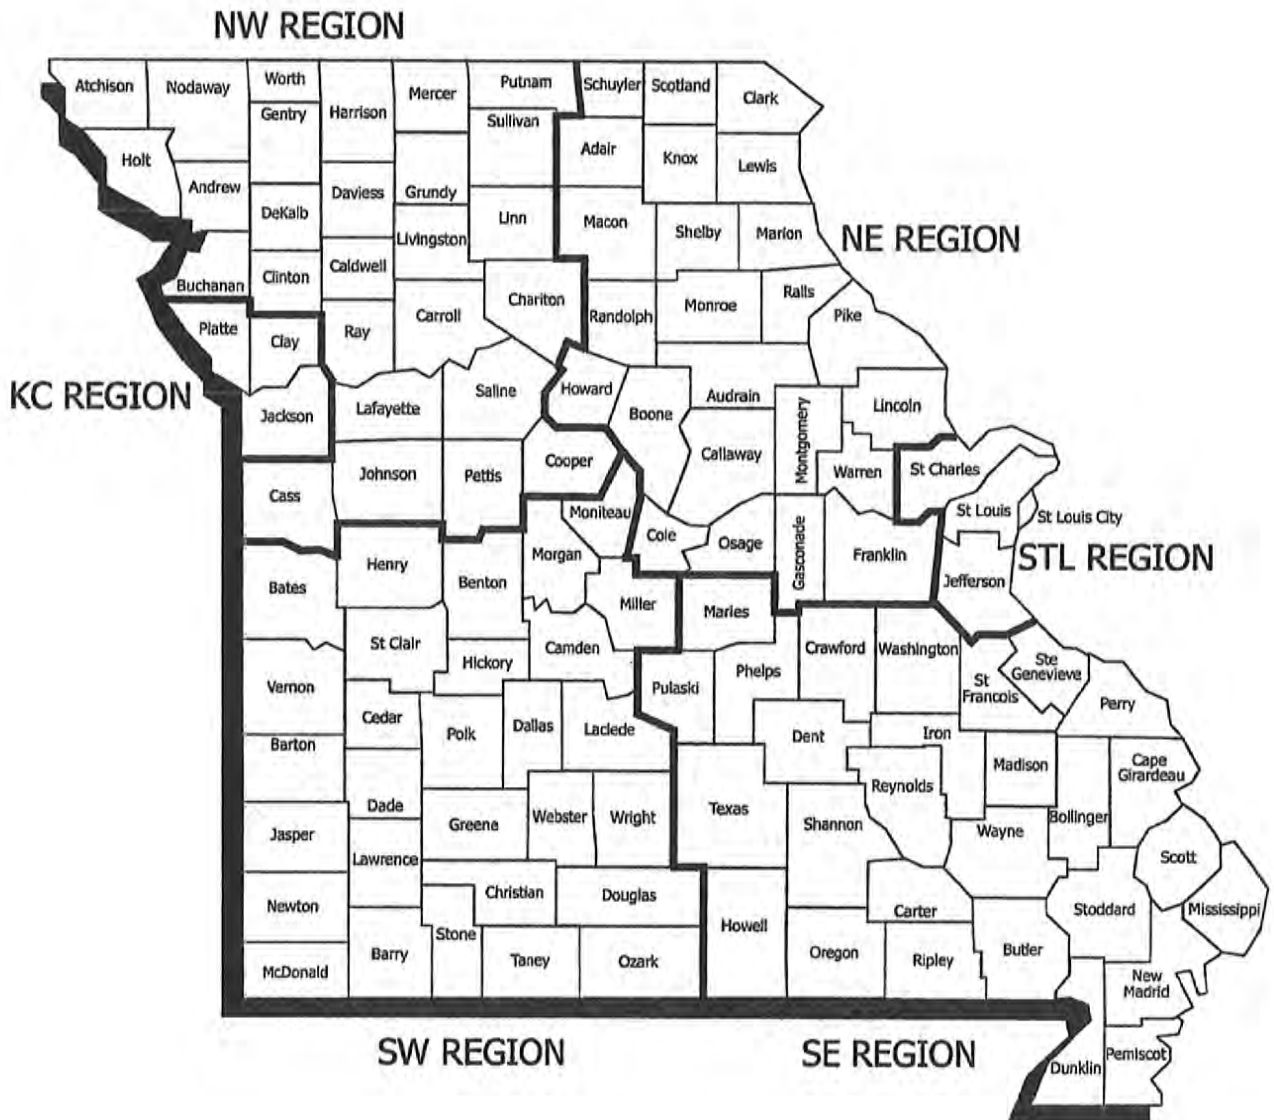 NW REGION
Atchison
Nodaway
Worth
Gentry
Harrison
Mercer
Putnam
Sullivan
Schuyler
Scotland
Clark
Holt
Andrew
DeKalb
Daviess
Grundy
Linn
Adair
Knox
Lewis
Macon
Shelby
Marion
NE REGION
Buchanan
Clinton
Caldwell
Livingston
Chariton
Randolph
Monroe
Ralls
Pike
Platte
Clay
Ray
Carroll
KC REGION
Jackson
Lafayette
Saline
Howard
Boone
Audrain
Montgomery
Lincoln
Cass
Johnson
Pettis
Cooper
Callaway
Warren
St Charles
Moniteau
Cole
Osage
Gasconade
Franklin
St Louis
St Louis City
STL REGION
Bates
Henry
Benton
Morgan
Miller
Maries
Jefferson
St Clair
Hickory
Camden
Pulaski
Phelps
Crawford
Washington
St
Francois
Ste
Genevieve
Perry
Vernon
Cedar
Polk
Dallas
Laclede
Dent
Iron
Madison
Cape
Girardeau
Barton
Dade
Greene
Webster
Wright
Texas
Shannon
Reynolds
Wayne
Bollinger
Scott
Jasper
Lawrence
Christian
Douglas
Howell
Carter
Stoddard
Mississippi
Newton
Barry
Stone
Taney
Ozark
Oregon
Ripley
Butler
New
Madrid
McDonald
Dunklin
Pemiscot
SW REGION
SE REGION